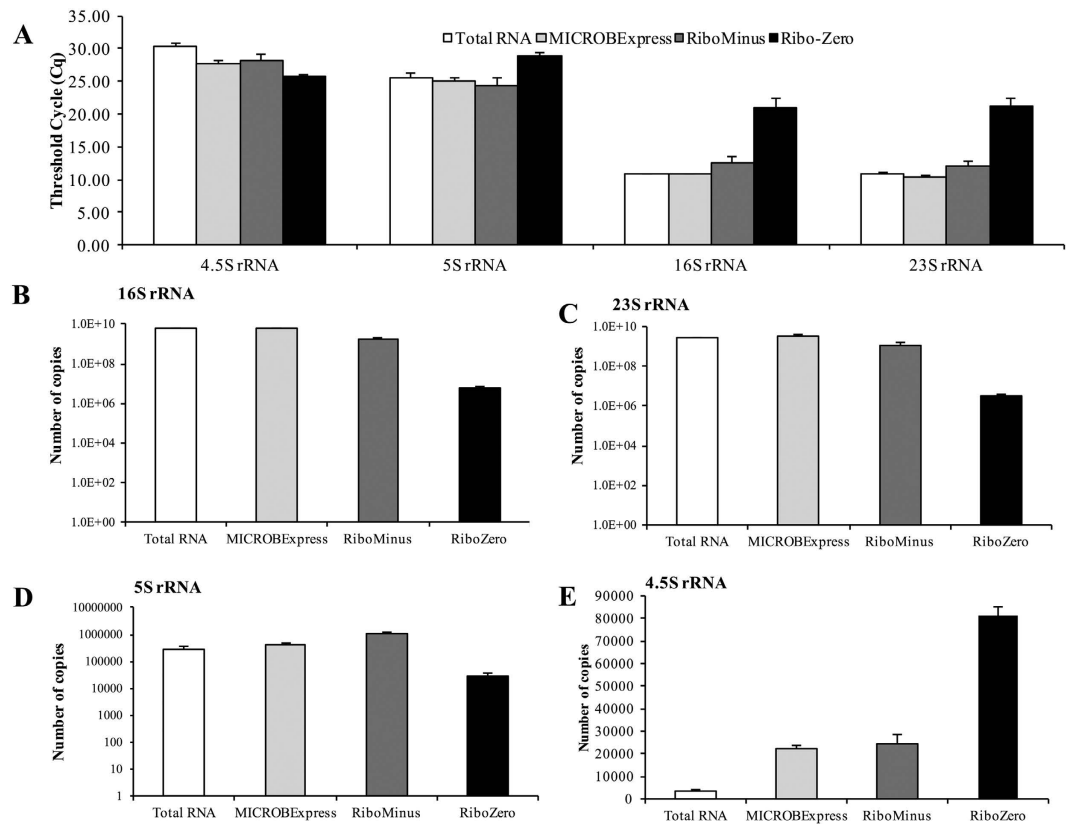 A
Threshold Cycle (Cq)
35.00
30.00
25.00
20.00
15.00
10.00
5.00
0.00
Total RNA MICROBExpress RiboMinus Ribo-Zero
4.5S rRNA 5S rRNA 16S rRNA 23S rRNA
B
16S rRNA
Number of copies
1.0E+10
1.0E+08
1.0E+06
1.0E+04
1.0E+02
1.0E+00
Total RNA MICROBExpress RiboMinus RiboZero
C
23S rRNA
Number of copies
1.0E+10
1.0E+08
1.0E+06
1.0E+04
1.0E+02
1.0E+00
Total RNA MICROBExpress RiboMinus RiboZero
D
5S rRNA
Number of copies
10000000
1000000
100000
10000
1000
100
10
1
Total RNA MICROBExpress RiboMinus RiboZero
E
4.5S rRNA
Number of copies
90000
80000
70000
60000
50000
40000
30000
20000
10000
0
Total RNA MICROBExpress RiboMinus RiboZero